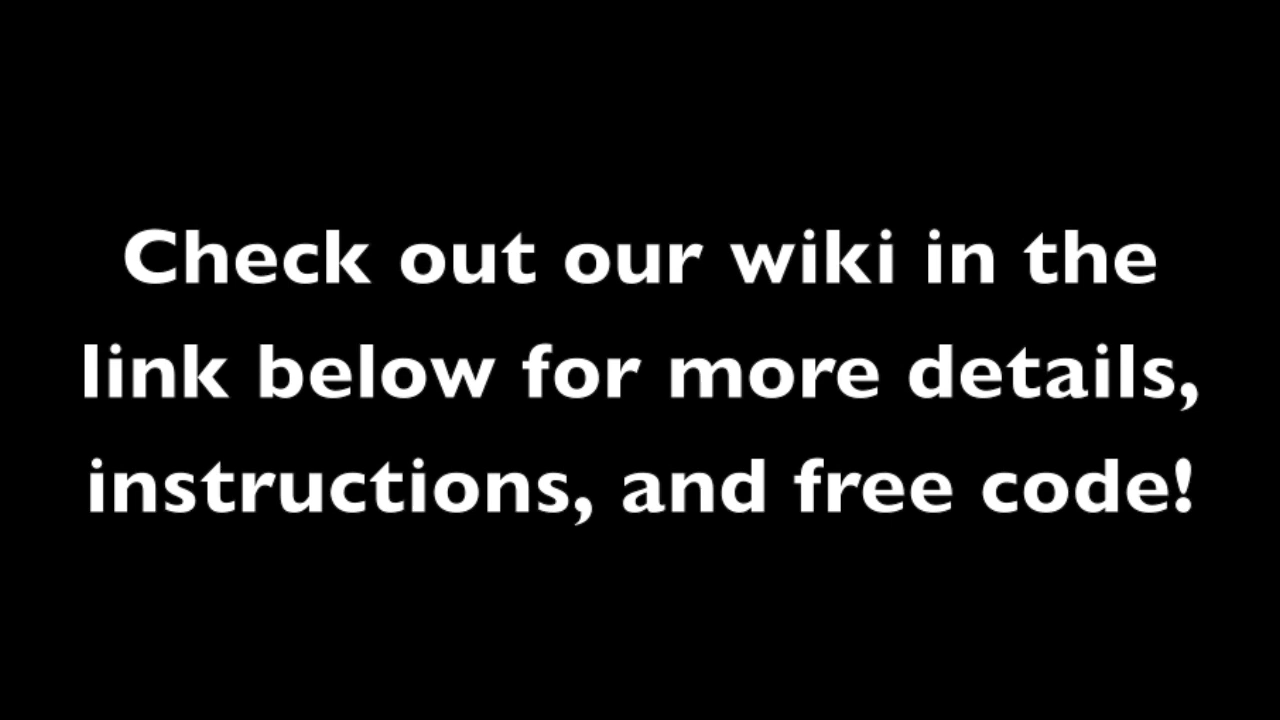 Check out our wiki in the
link below for more details,
instructions, and free code!